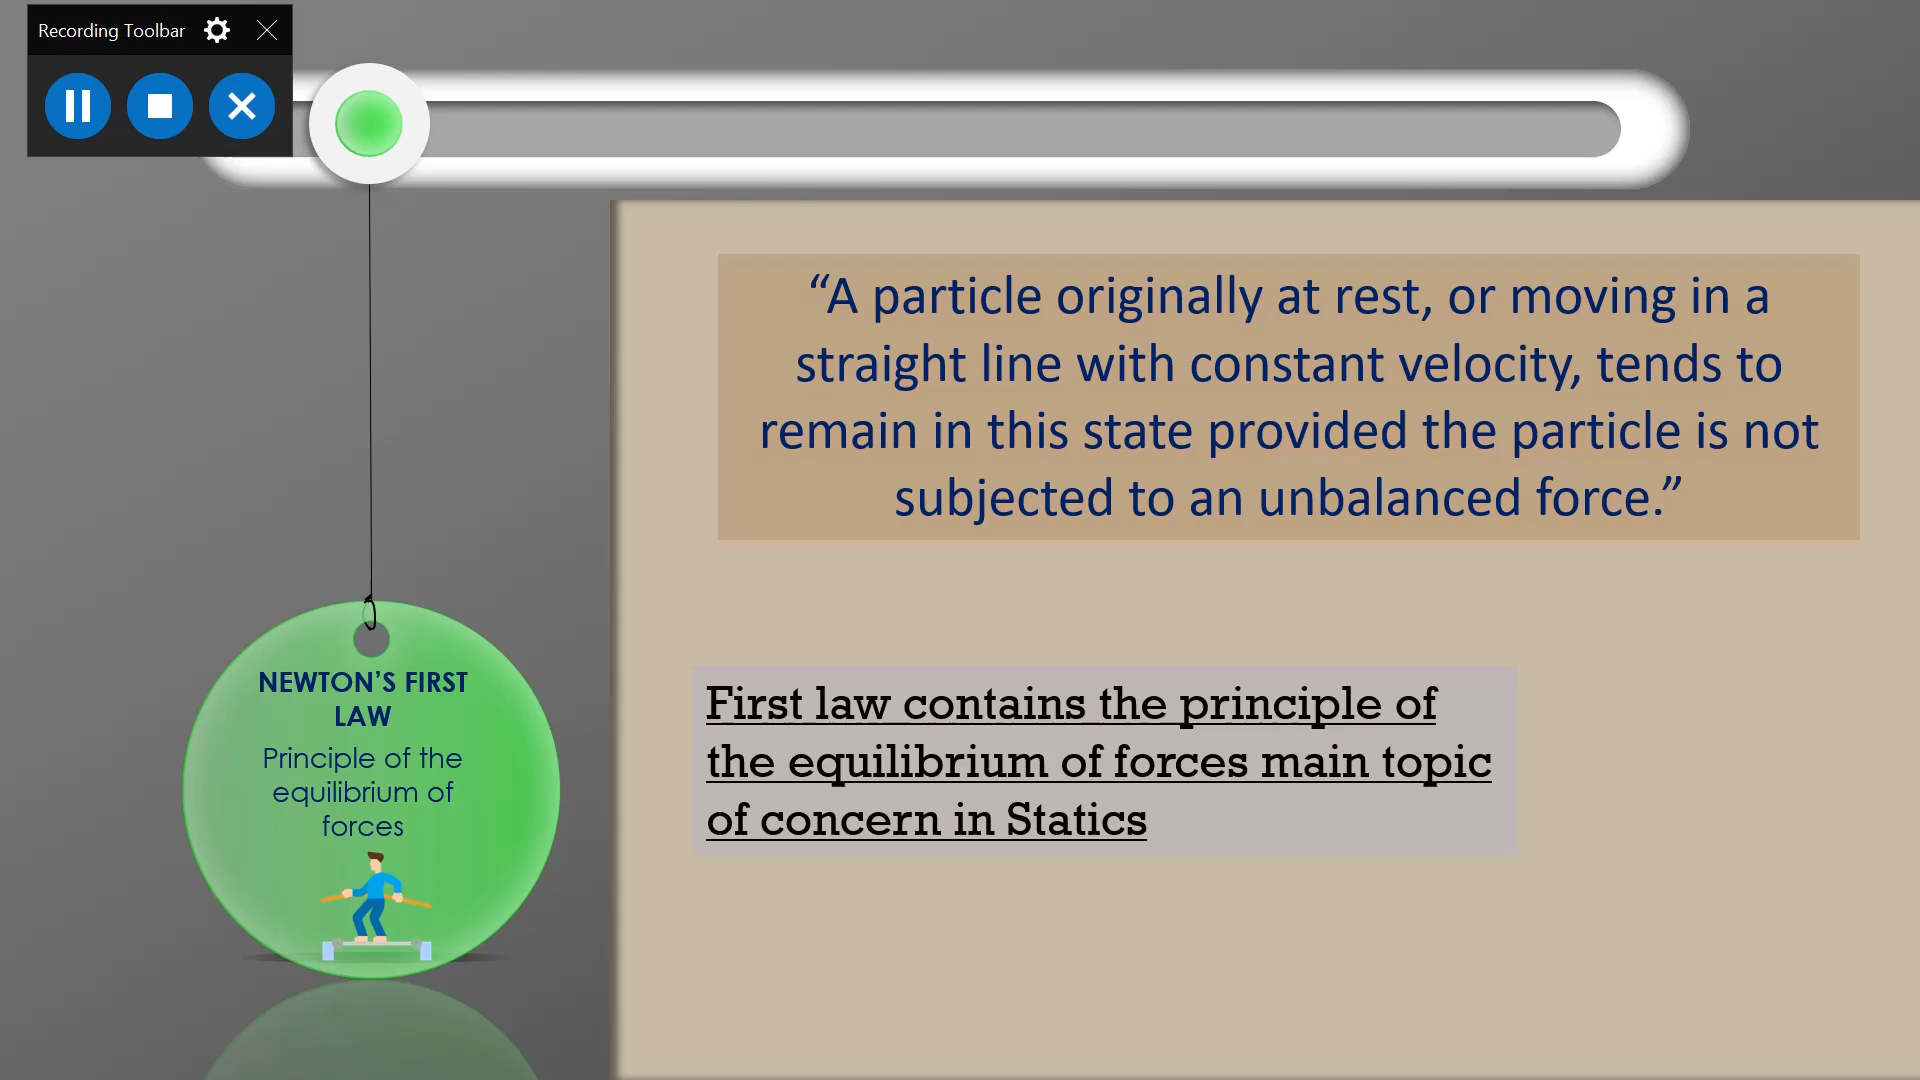 Recording Toolbar
“A particle originally at rest, or moving in a
straight line with constant velocity, tends to
remain in this state provided the particle is not
subjected to an unbalanced force.”
NEWTON’S FIRST
LAW
Principle of the
equilibrium of
forces
First law contains the principle of
the equilibrium of forces main topic
of concern in Statics